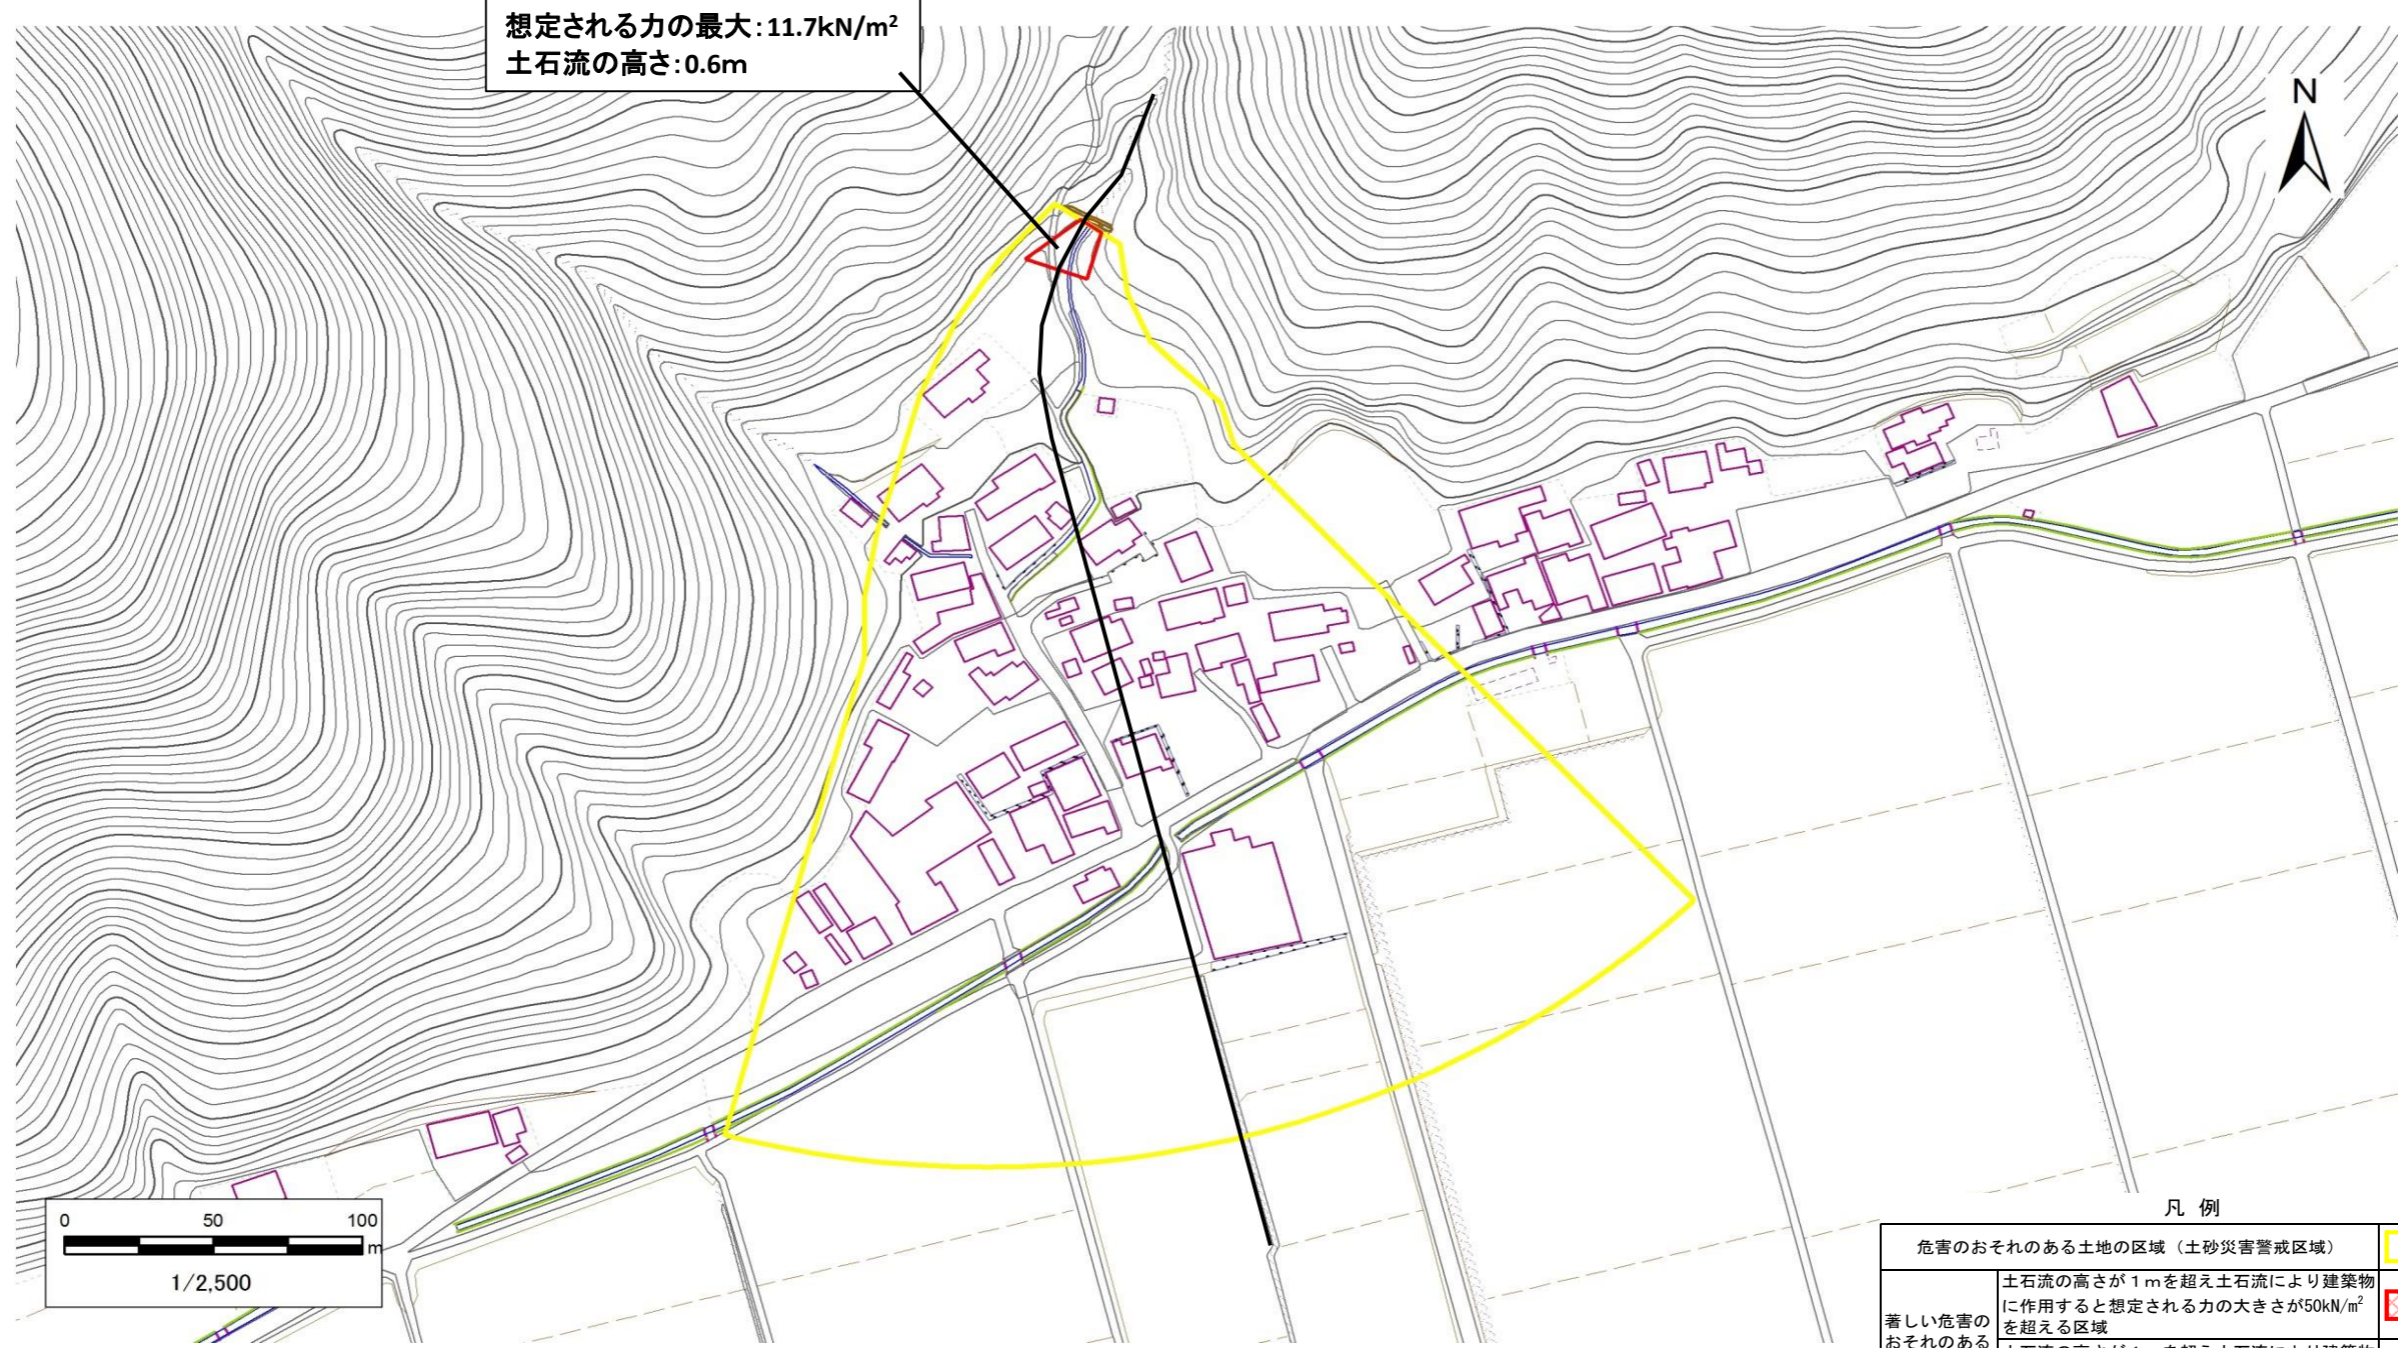 想定される力の最大：11.7kN/m²
土石流の高さ：0.6m
N
0 50 100
m
1/2,500
凡 例
危害のおそれのある土地の区域（土砂災害警戒区域）
著しい危害の
おそれのある
土石流の高さが１ｍを超え土石流により建築物
に作用すると想定される力の大きさが50kN/m²
を超える区域